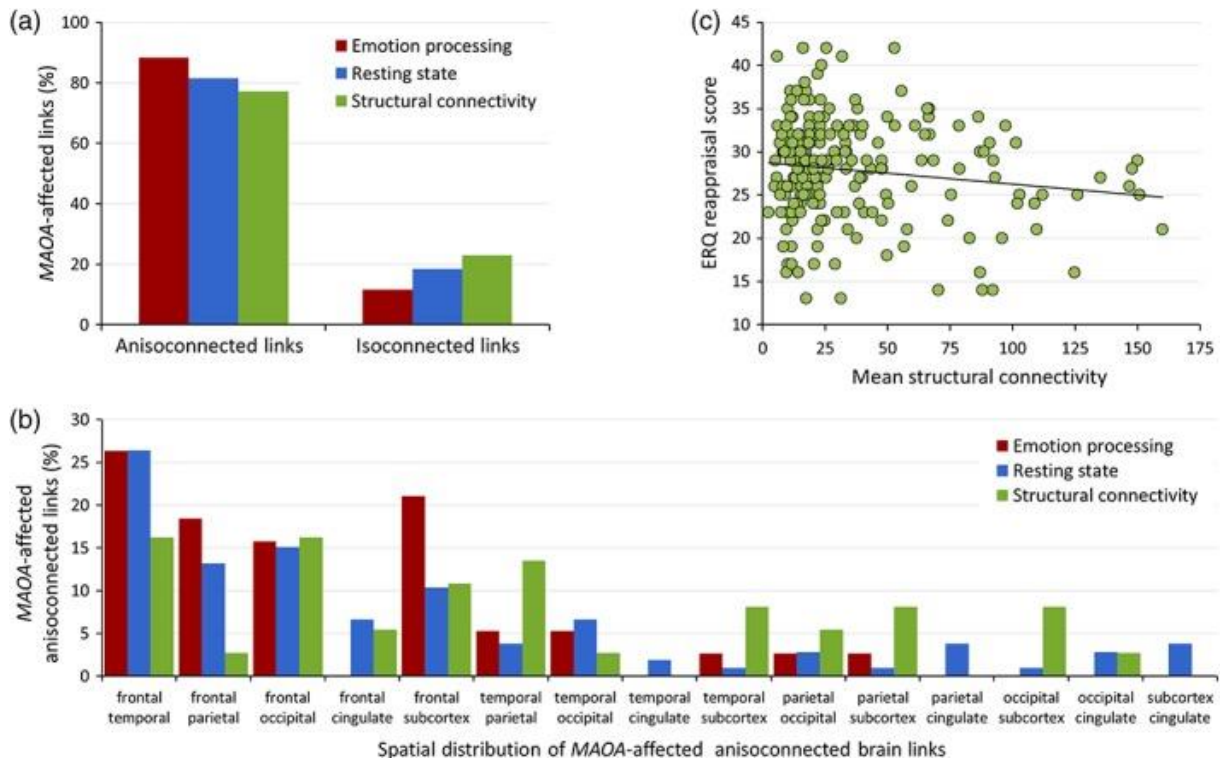 (a)
100
80
60
40
20
0
MAOA-affected links (%)
Emotion processing
Resting state
Structural connectivity
Anisoconnected links
Isoconnected links
(c)
45
40
35
30
25
20
15
10
ERQ reappraisal score
0 25 50 75 100 125 150 175
Mean structural connectivity
(b)
30
25
20
15
10
5
0
MAOA-affected
anisoconnected links (%)
Emotion processing
Resting state
Structural connectivity
frontal frontal frontal frontal frontal temporal temporal temporal temporal parietal parietal parietal occipital occipital subcortex
temporal parietal occipital cingulate subcortex parietal occipital cingulate subcortex occipital subcortex cingulate subcortex cingulate cingulate
Spatial distribution of MAOA-affected anisoconnected brain links